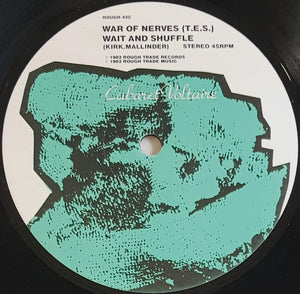 ROUGH 42C
WAR OF NERVES (T.E.S.)
WAIT AND SHUFFLE
(KIRK.MALLINDER) STEREO 45RPM
℗ 1982 ROUGH TRADE RECORDS
© 1982 ROUGH TRADE MUSIC
Cabaret Voltaire